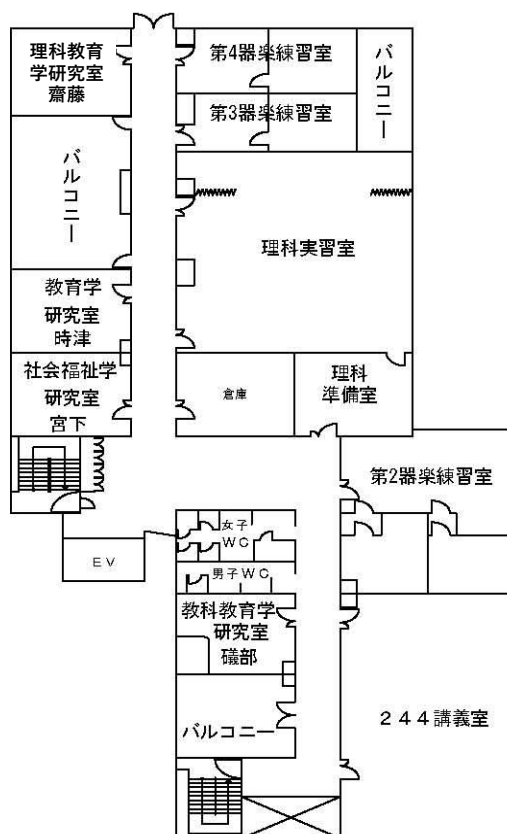 理科教育
学研究室
齋藤
第4器楽練習室
バルコニー
第3器楽練習室
バルコニー
理科実習室
教育学
研究室
時津
社会福祉学
研究室
宮下
倉庫
理科
準備室
第2器楽練習室
女子
ＷＣ
ＥＶ
男子ＷＣ
教科教育学
研究室
礒部
バルコニー
２４４講義室